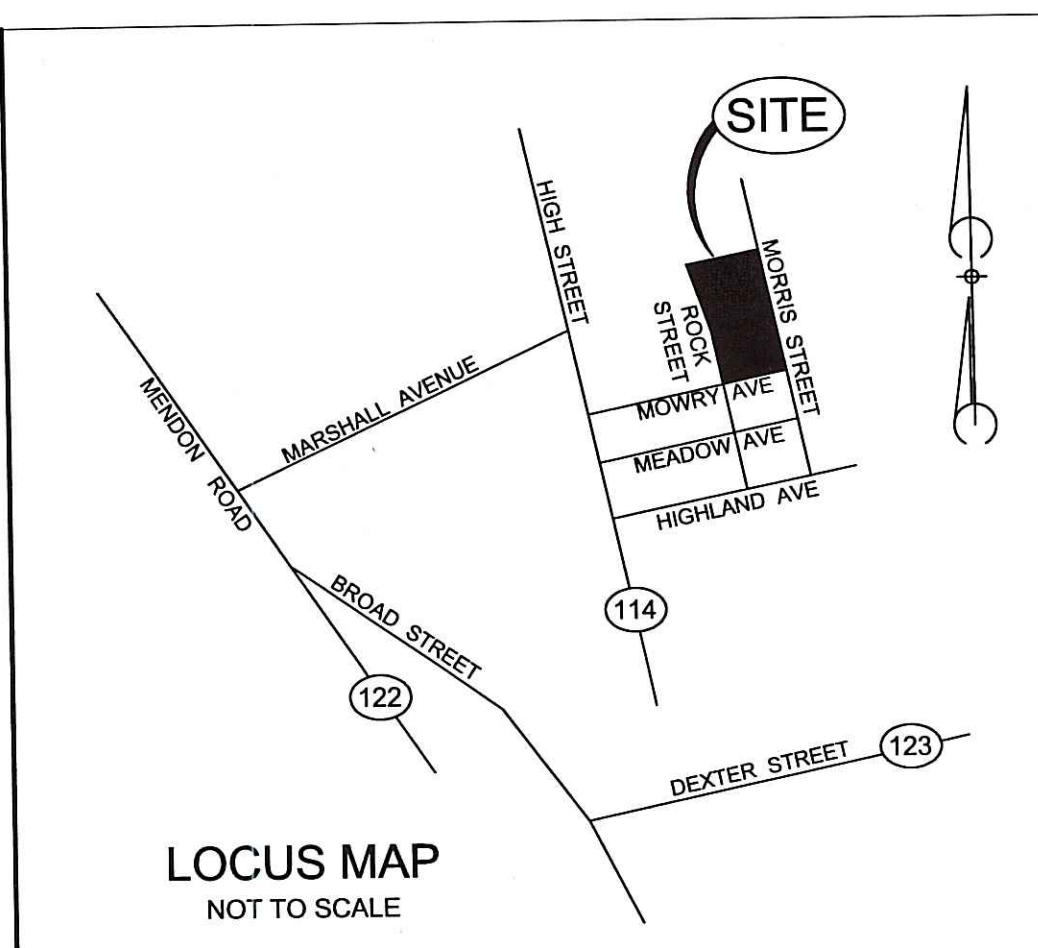 SITE
HIGH STREET
MORRIS STREET
ROCK
STREET
MENDON ROAD
MARSHALL AVENUE
MOWRY AVE
MEADOW AVE
HIGHLAND AVE
BROAD STREET
114
122
DEXTER STREET
123
LOCUS MAP
NOT TO SCALE